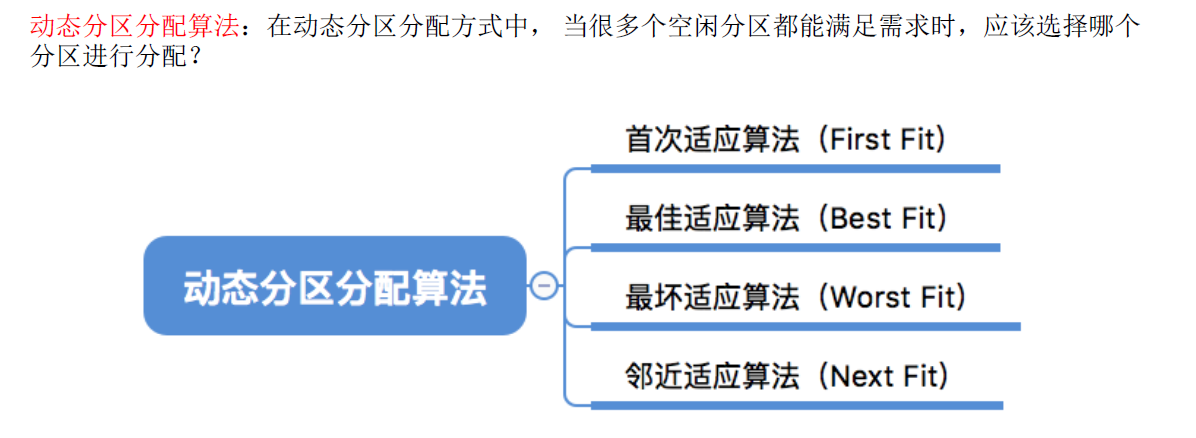 动态分区分配算法：在动态分区分配方式中， 当很多个空闲分区都能满足需求时，应该选择哪个
分区进行分配？
首次适应算法（First Fit）
最佳适应算法（Best Fit）
动态分区分配算法
最坏适应算法（Worst Fit）
邻近适应算法（Next Fit）